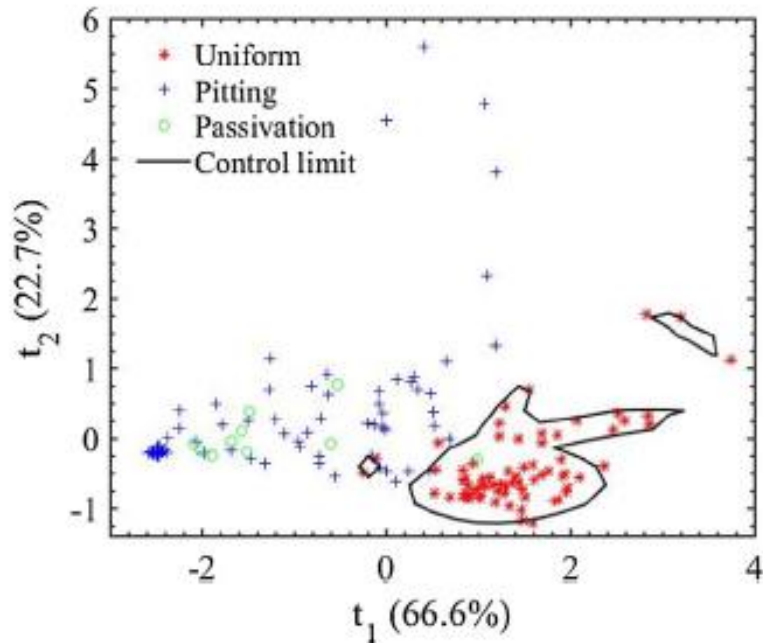 6
5
4
3
2
1
0
-1
Uniform
Pitting
Passivation
Control limit
t2 (22.7%)
-2
0
2
4
t1 (66.6%)